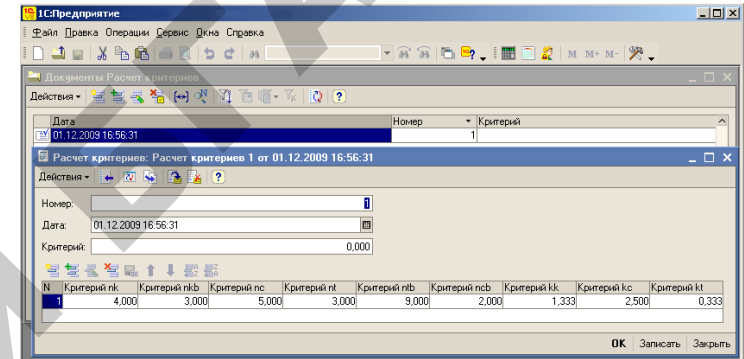 1С:Предприятие
Файл Правка Операции Сервис Окна Справка
M M+ M-
Документы Расчет критериев
Действия
Дата Номер Критерий
01.12.2009 16:56:31 1
Расчет критериев: Расчет критериев 1 от 01.12.2009 16:56:31
Действия
Номер: 1
Дата: 01.12.2009 16:56:31
Критерий: 0,000
N Критерий nk Критерий nkb Критерий nc Критерий nt Критерий ntb Критерий ncb Критерий kk Критерий kc Критерий kt
1 4,000 3,000 5,000 3,000 9,000 2,000 1,333 2,500 0,333
OK Записать Закрыть